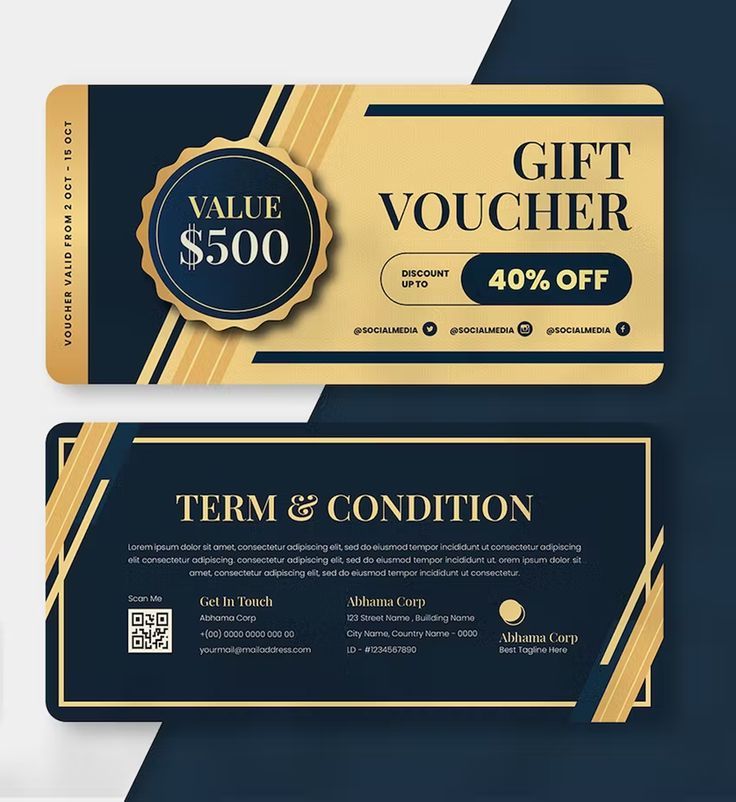 VOUCHER VALID FROM 2 OCT - 15 OCT
VALUE
$500
GIFT
VOUCHER
DISCOUNT
UP TO
40% OFF
@SOCIALMEDIA @SOCIALMEDIA @SOCIALMEDIA
TERM & CONDITION
Lorem ipsum dolor sit amet, consectetur adipiscing elit, sed do eiusmod tempor incididunt ut consectetur adipiscing
elit consectetur adipiscing. consectetur adipiscing elit, sed do eiusmod tempor incididunt ut. orem ipsum dolor sit
amet, consectetur adipiscing elit, sed do eiusmod tempor incididunt ut consectetur.
Scan Me
Get In Touch
Abhama Corp
+(00) 0000 0000 000 00
yourmail@mailaddress.com
Abhama Corp
123 Street Name , Builiding Name
City Name, Country Name - 0000
LD - #1234567890
Abhama Corp
Best Tagline Here